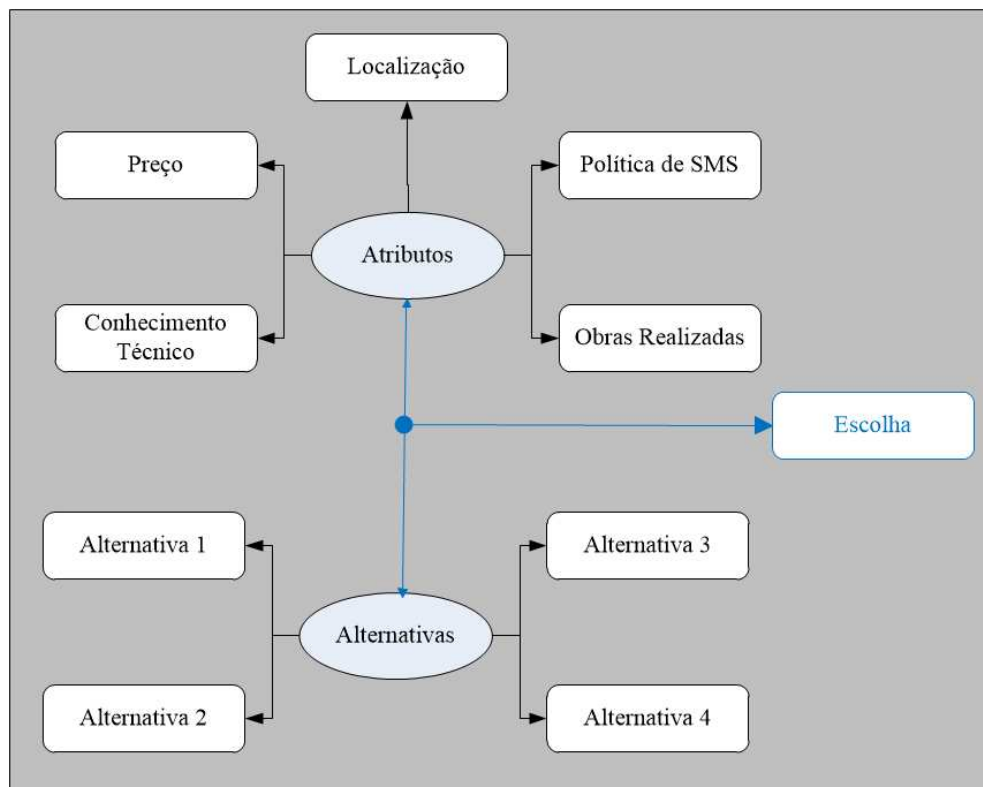 Localização
Preço
Política de SMS
Atributos
Conhecimento
Técnico
Obras Realizadas
Escolha
Alternativa 1
Alternativa 3
Alternativas
Alternativa 2
Alternativa 4